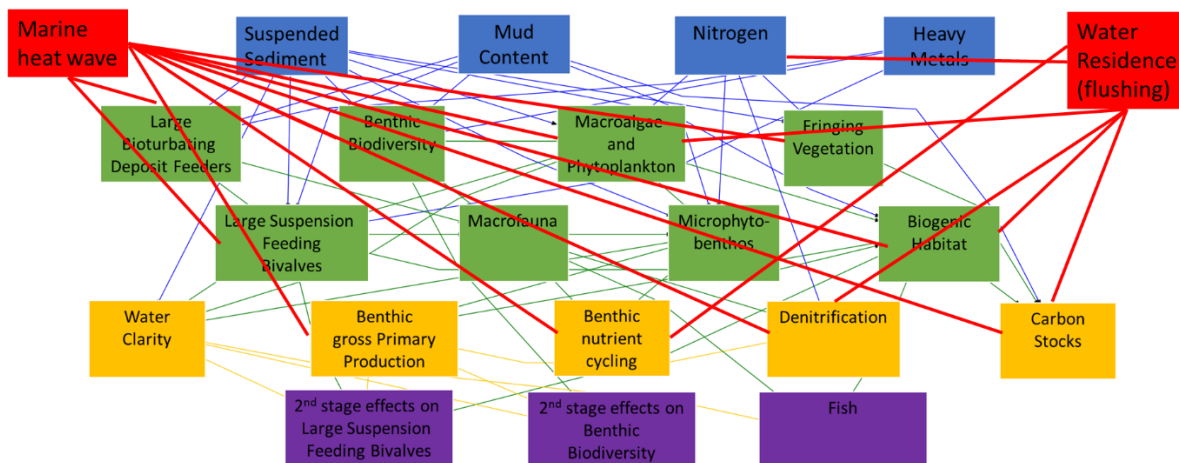 Marine
heat wave
Suspended
Sediment
Mud
Content
Nitrogen
Heavy
Metals
Water
Residence
(flushing)
Large
Bioturbating
Deposit Feeders
Benthic
Biodiversity
Macroalgae
and
Phytoplankton
Fringing
Vegetation
Large Suspension
Feeding
Bivalves
Macrofauna
Microphyto-
benthos
Biogenic
Habitat
Water
Clarity
Benthic
gross Primary
Production
Benthic
nutrient
cycling
Denitrification
Carbon
Stocks
2nd stage effects on
Large Suspension
Feeding Bivalves
2nd stage effects on
Benthic
Biodiversity
Fish